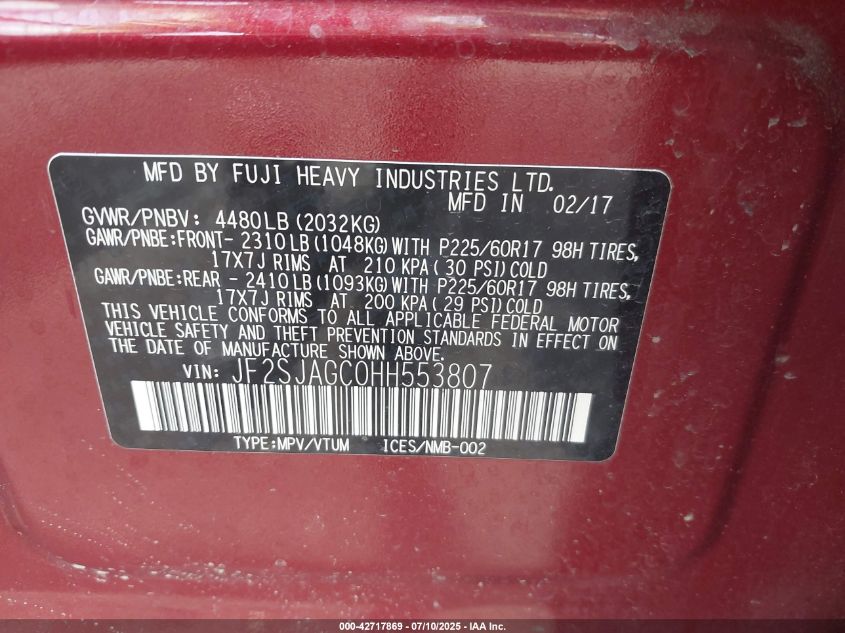 MFD BY FUJI HEAVY INDUSTRIES LTD.
MFD IN 02/17
GVWR/PNBV: 4480LB(2032KG)
GAWR/PNBE:FRONT- 2310LB(1048KG)WITH P225/60R17 98H TIRES,
17X7J RIMS AT 210 KPA( 30 PSI)COLD
GAWR/PNBE:REAR - 2410LB(1093KG)WITH P225/60R17 98H TIRES,
17X7J RIMS AT 200 KPA( 29 PSI)COLD
THIS VEHICLE CONFORMS TO ALL APPLICABLE FEDERAL MOTOR
VEHICLE SAFETY AND THEFT PREVENTION STANDARDS IN EFFECT ON
THE DATE OF MANUFACTURE SHOWN ABOVE.
VIN: JF2SJAGC0HH553807
TYPE:MPV/VTUM ICES/NMB-002
000-42717869 - 07/10/2025 - IAA Inc.